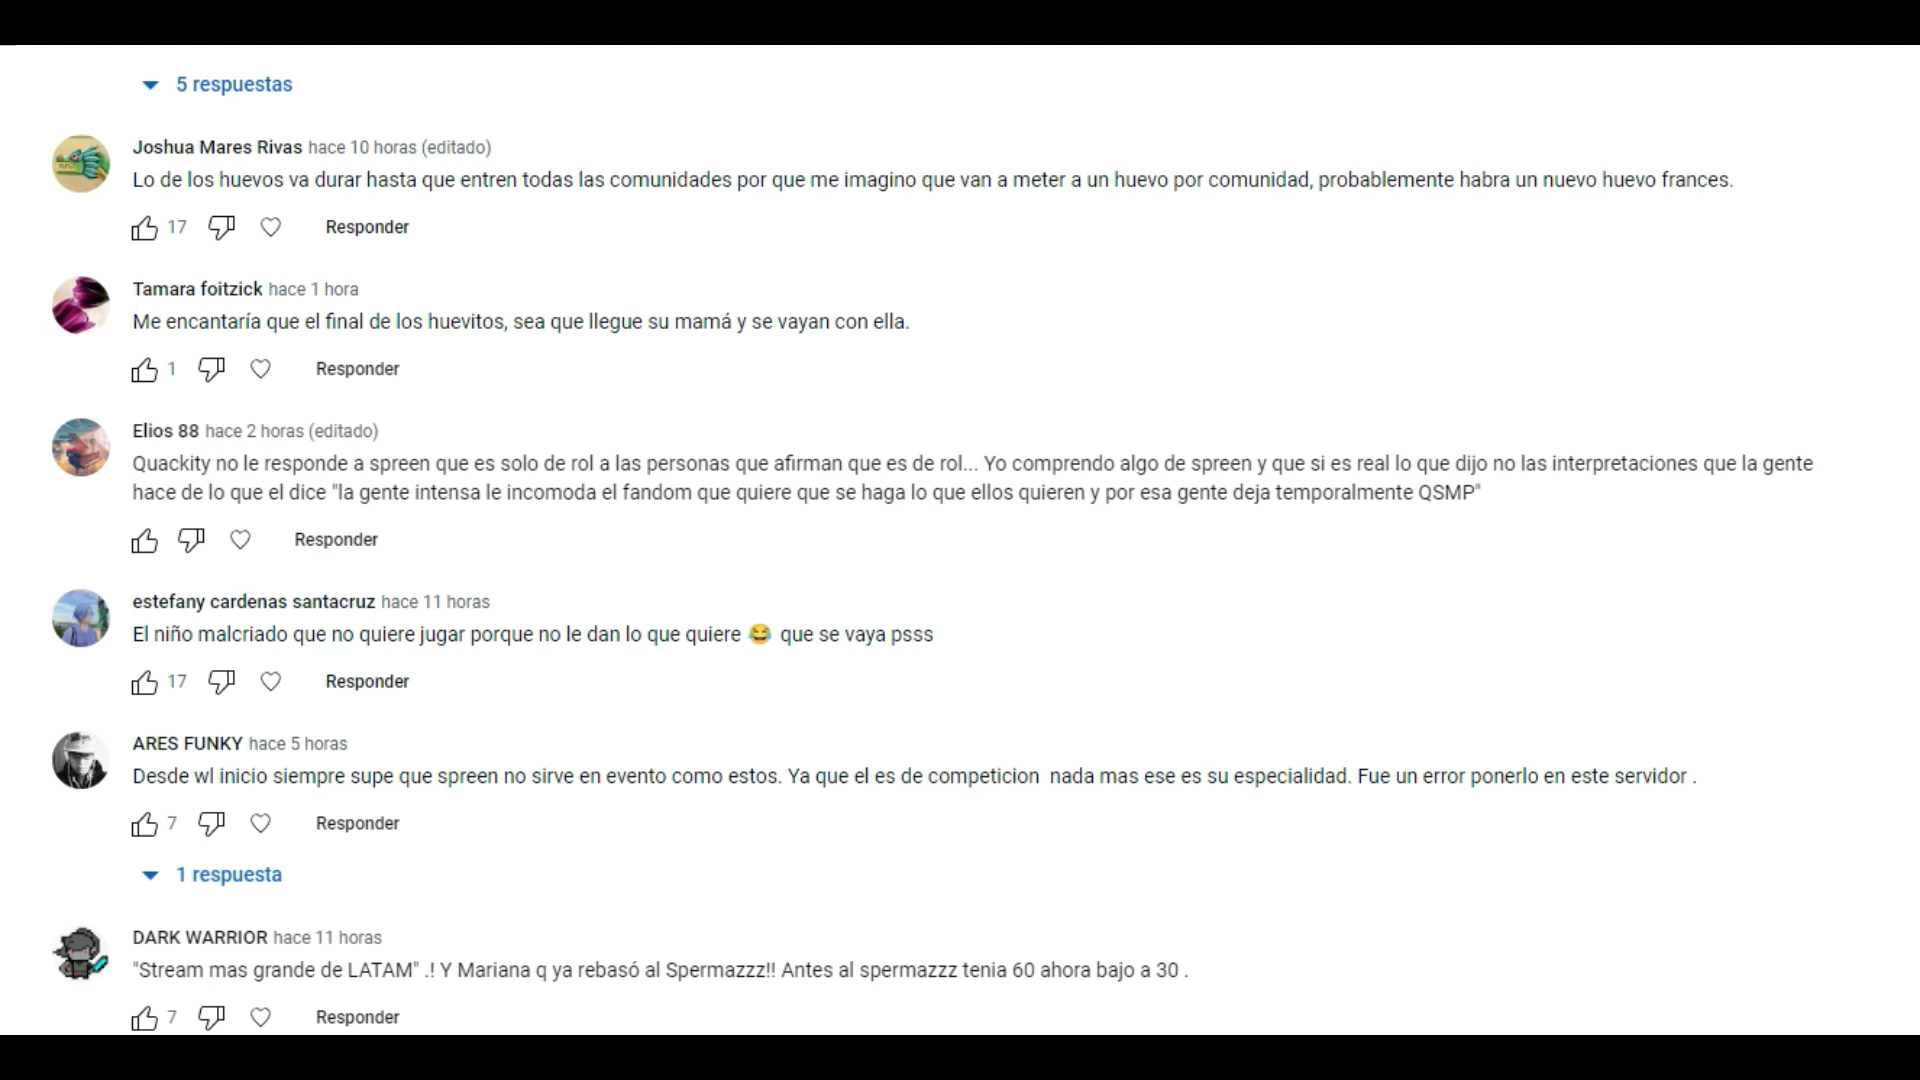 5 respuestas
Joshua Mares Rivas hace 10 horas (editado)
Lo de los huevos va durar hasta que entren todas las comunidades por que me imagino que van a meter a un huevo por comunidad, probablemente habra un nuevo huevo frances.
17 Responder
Tamara foitzick hace 1 hora
Me encantaría que el final de los huevitos, sea que llegue su mamá y se vayan con ella.
1 Responder
Elios 88 hace 2 horas (editado)
Quackity no le responde a spreen que es solo de rol a las personas que afirman que es de rol... Yo comprendo algo de spreen y que si es real lo que dijo no las interpretaciones que la gente
hace de lo que el dice "la gente intensa le incomoda el fandom que quiere que se haga lo que ellos quieren y por esa gente deja temporalmente QSMP"
Responder
estefany cardenas santacruz hace 11 horas
El niño malcriado que no quiere jugar porque no le dan lo que quiere 😂 que se vaya psss
17 Responder
ARES FUNKY hace 5 horas
Desde wl inicio siempre supe que spreen no sirve en evento como estos. Ya que el es de competicion nada mas ese es su especialidad. Fue un error ponerlo en este servidor .
7 Responder
1 respuesta
DARK WARRIOR hace 11 horas
"Stream mas grande de LATAM" .! Y Mariana q ya rebasó al Spermazzz!! Antes al spermazzz tenia 60 ahora bajo a 30 .
7 Responder